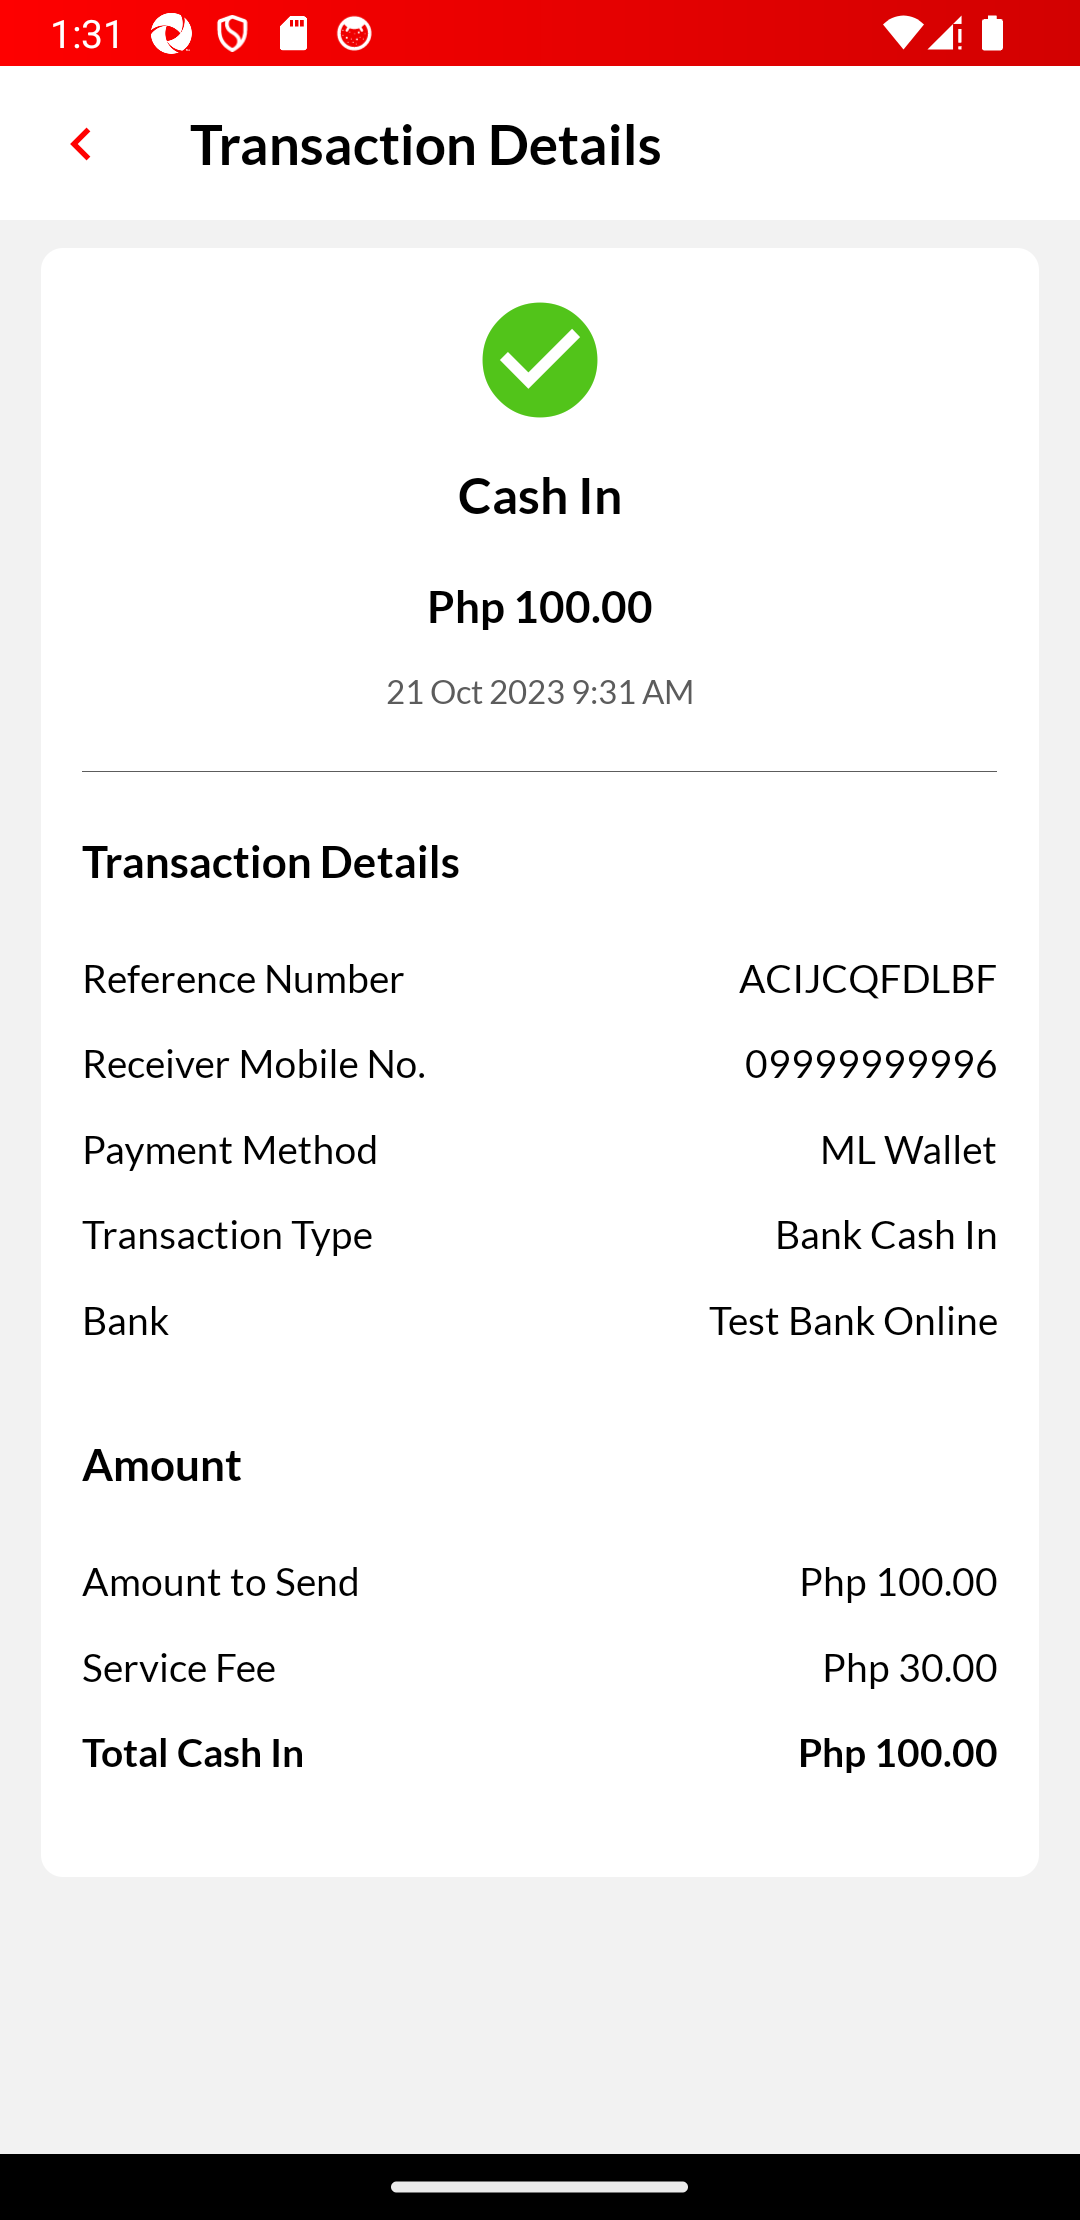 1:31
Transaction Details
Cash In
Php 100.00
21 Oct 2023 9:31 AM
Transaction Details
Reference Number ACIJCQFDLBF
Receiver Mobile No. 09999999996
Payment Method ML Wallet
Transaction Type Bank Cash In
Bank Test Bank Online
Amount
Amount to Send Php 100.00
Service Fee Php 30.00
Total Cash In Php 100.00